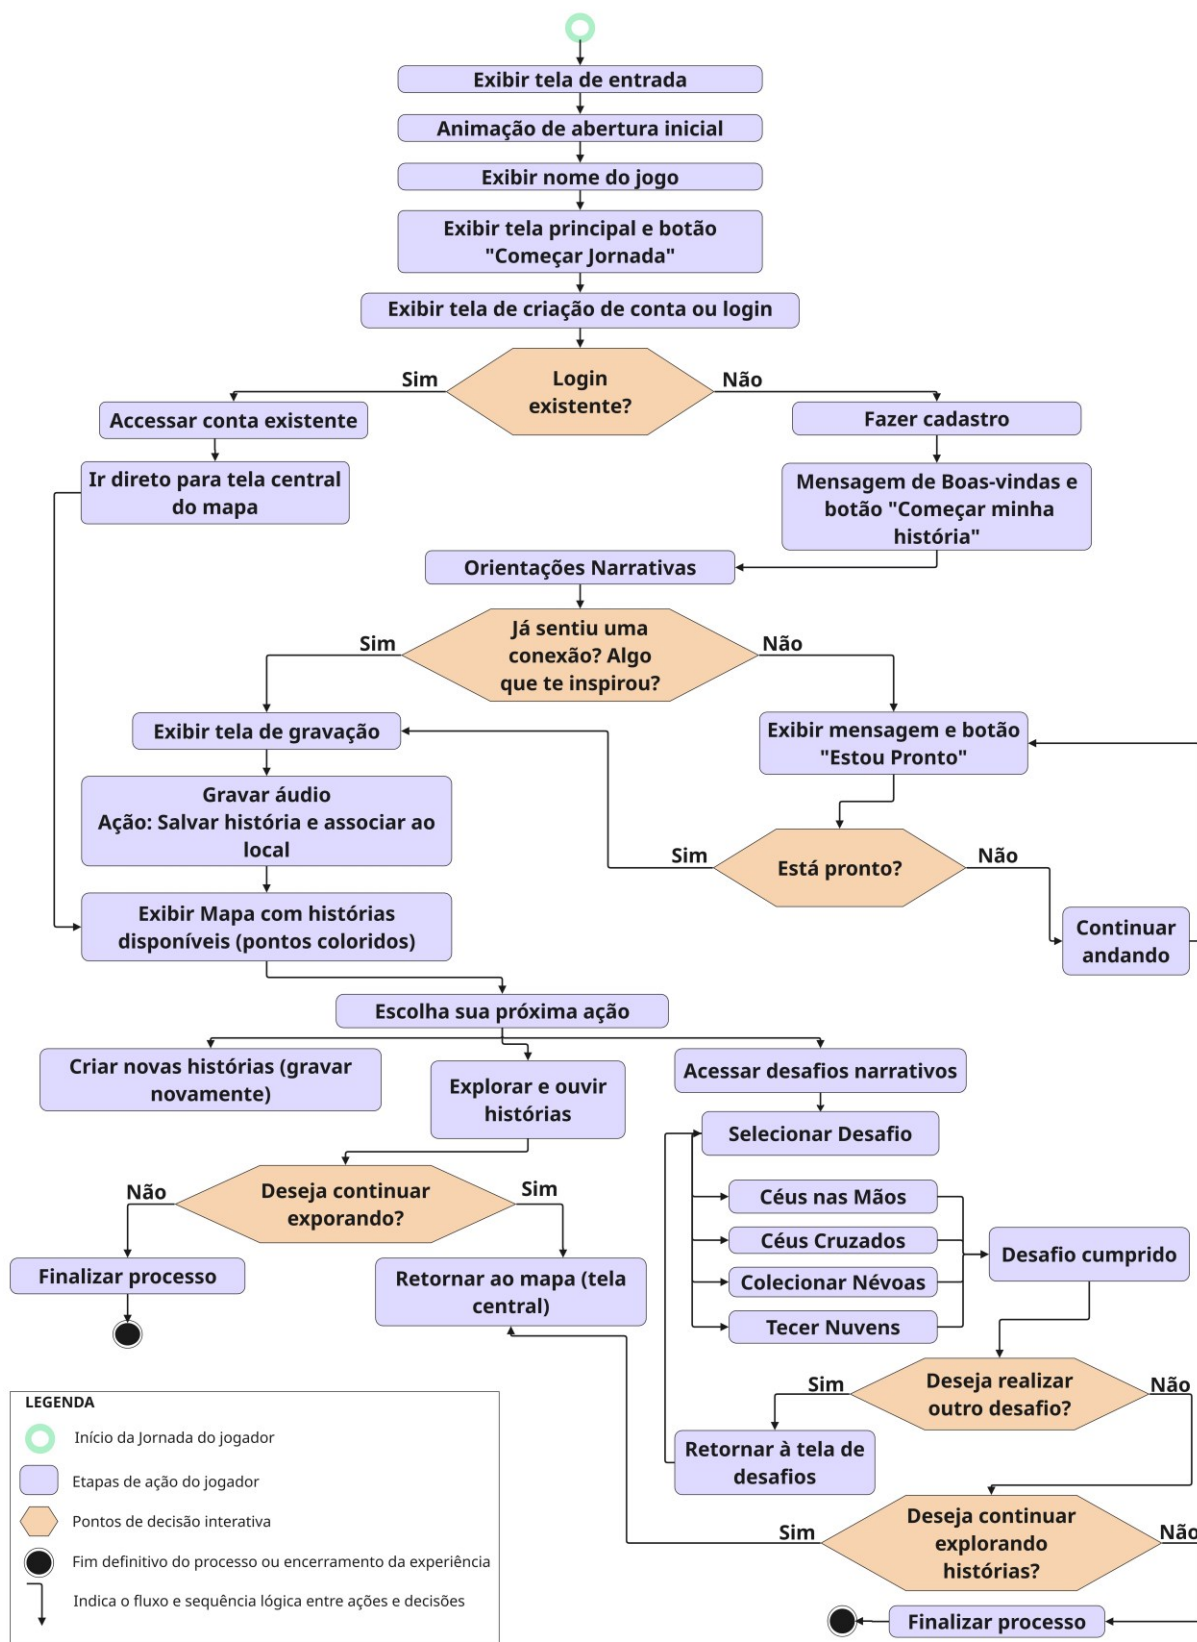 Exibir tela de entrada
Animação de abertura inicial
Exibir nome do jogo
Exibir tela principal e botão
"Começar Jornada"
Exibir tela de criação de conta ou login
Login
existente?
Sim
Não
Accessar conta existente
Fazer cadastro
Ir direto para tela central
do mapa
Mensagem de Boas-vindas e
botão "Começar minha
história"
Orientações Narrativas
Já sentiu uma
conexão? Algo
que te inspirou?
Sim
Não
Exibir tela de gravação
Exibir mensagem e botão
"Estou Pronto"
Gravar áudio
Ação: Salvar história e associar ao
local
Está pronto?
Sim
Não
Continuar
andando
Exibir Mapa com histórias
disponíveis (pontos coloridos)
Escolha sua próxima ação
Criar novas histórias (gravar
novamente)
Explorar e ouvir
histórias
Acessar desafios narrativos
Selecionar Desafio
Deseja continuar
exporando?
Não
Sim
Finalizar processo
Retornar ao mapa (tela
central)
Céus nas Mãos
Céus Cruzados
Colecionar Névoas
Tecer Nuvens
Desafio cumprido
Deseja realizar
outro desafio?
Sim
Não
Retornar à tela de
desafios
Deseja continuar
explorando
histórias?
Sim
Não
Finalizar processo
LEGENDA
Início da Jornada do jogador
Etapas de ação do jogador
Pontos de decisão interativa
Fim definitivo do processo ou encerramento da experiência
Indica o fluxo e sequência lógica entre ações e decisões